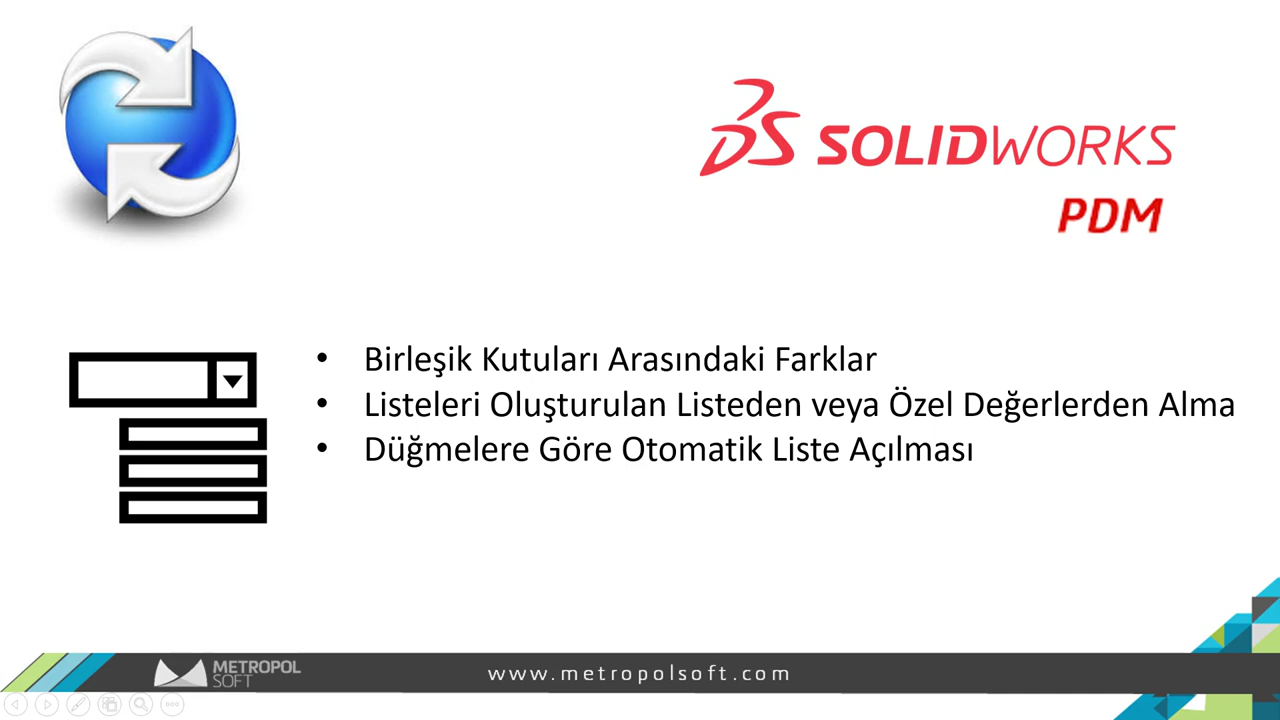 SOLIDWORKS
PDM
• Birleşik Kutuları Arasındaki Farklar
• Listeleri Oluşturulan Listeden veya Özel Değerlerden Alma
• Düğmelere Göre Otomatik Liste Açılması
METROPOL
SOFT
www.metropolsoft.com